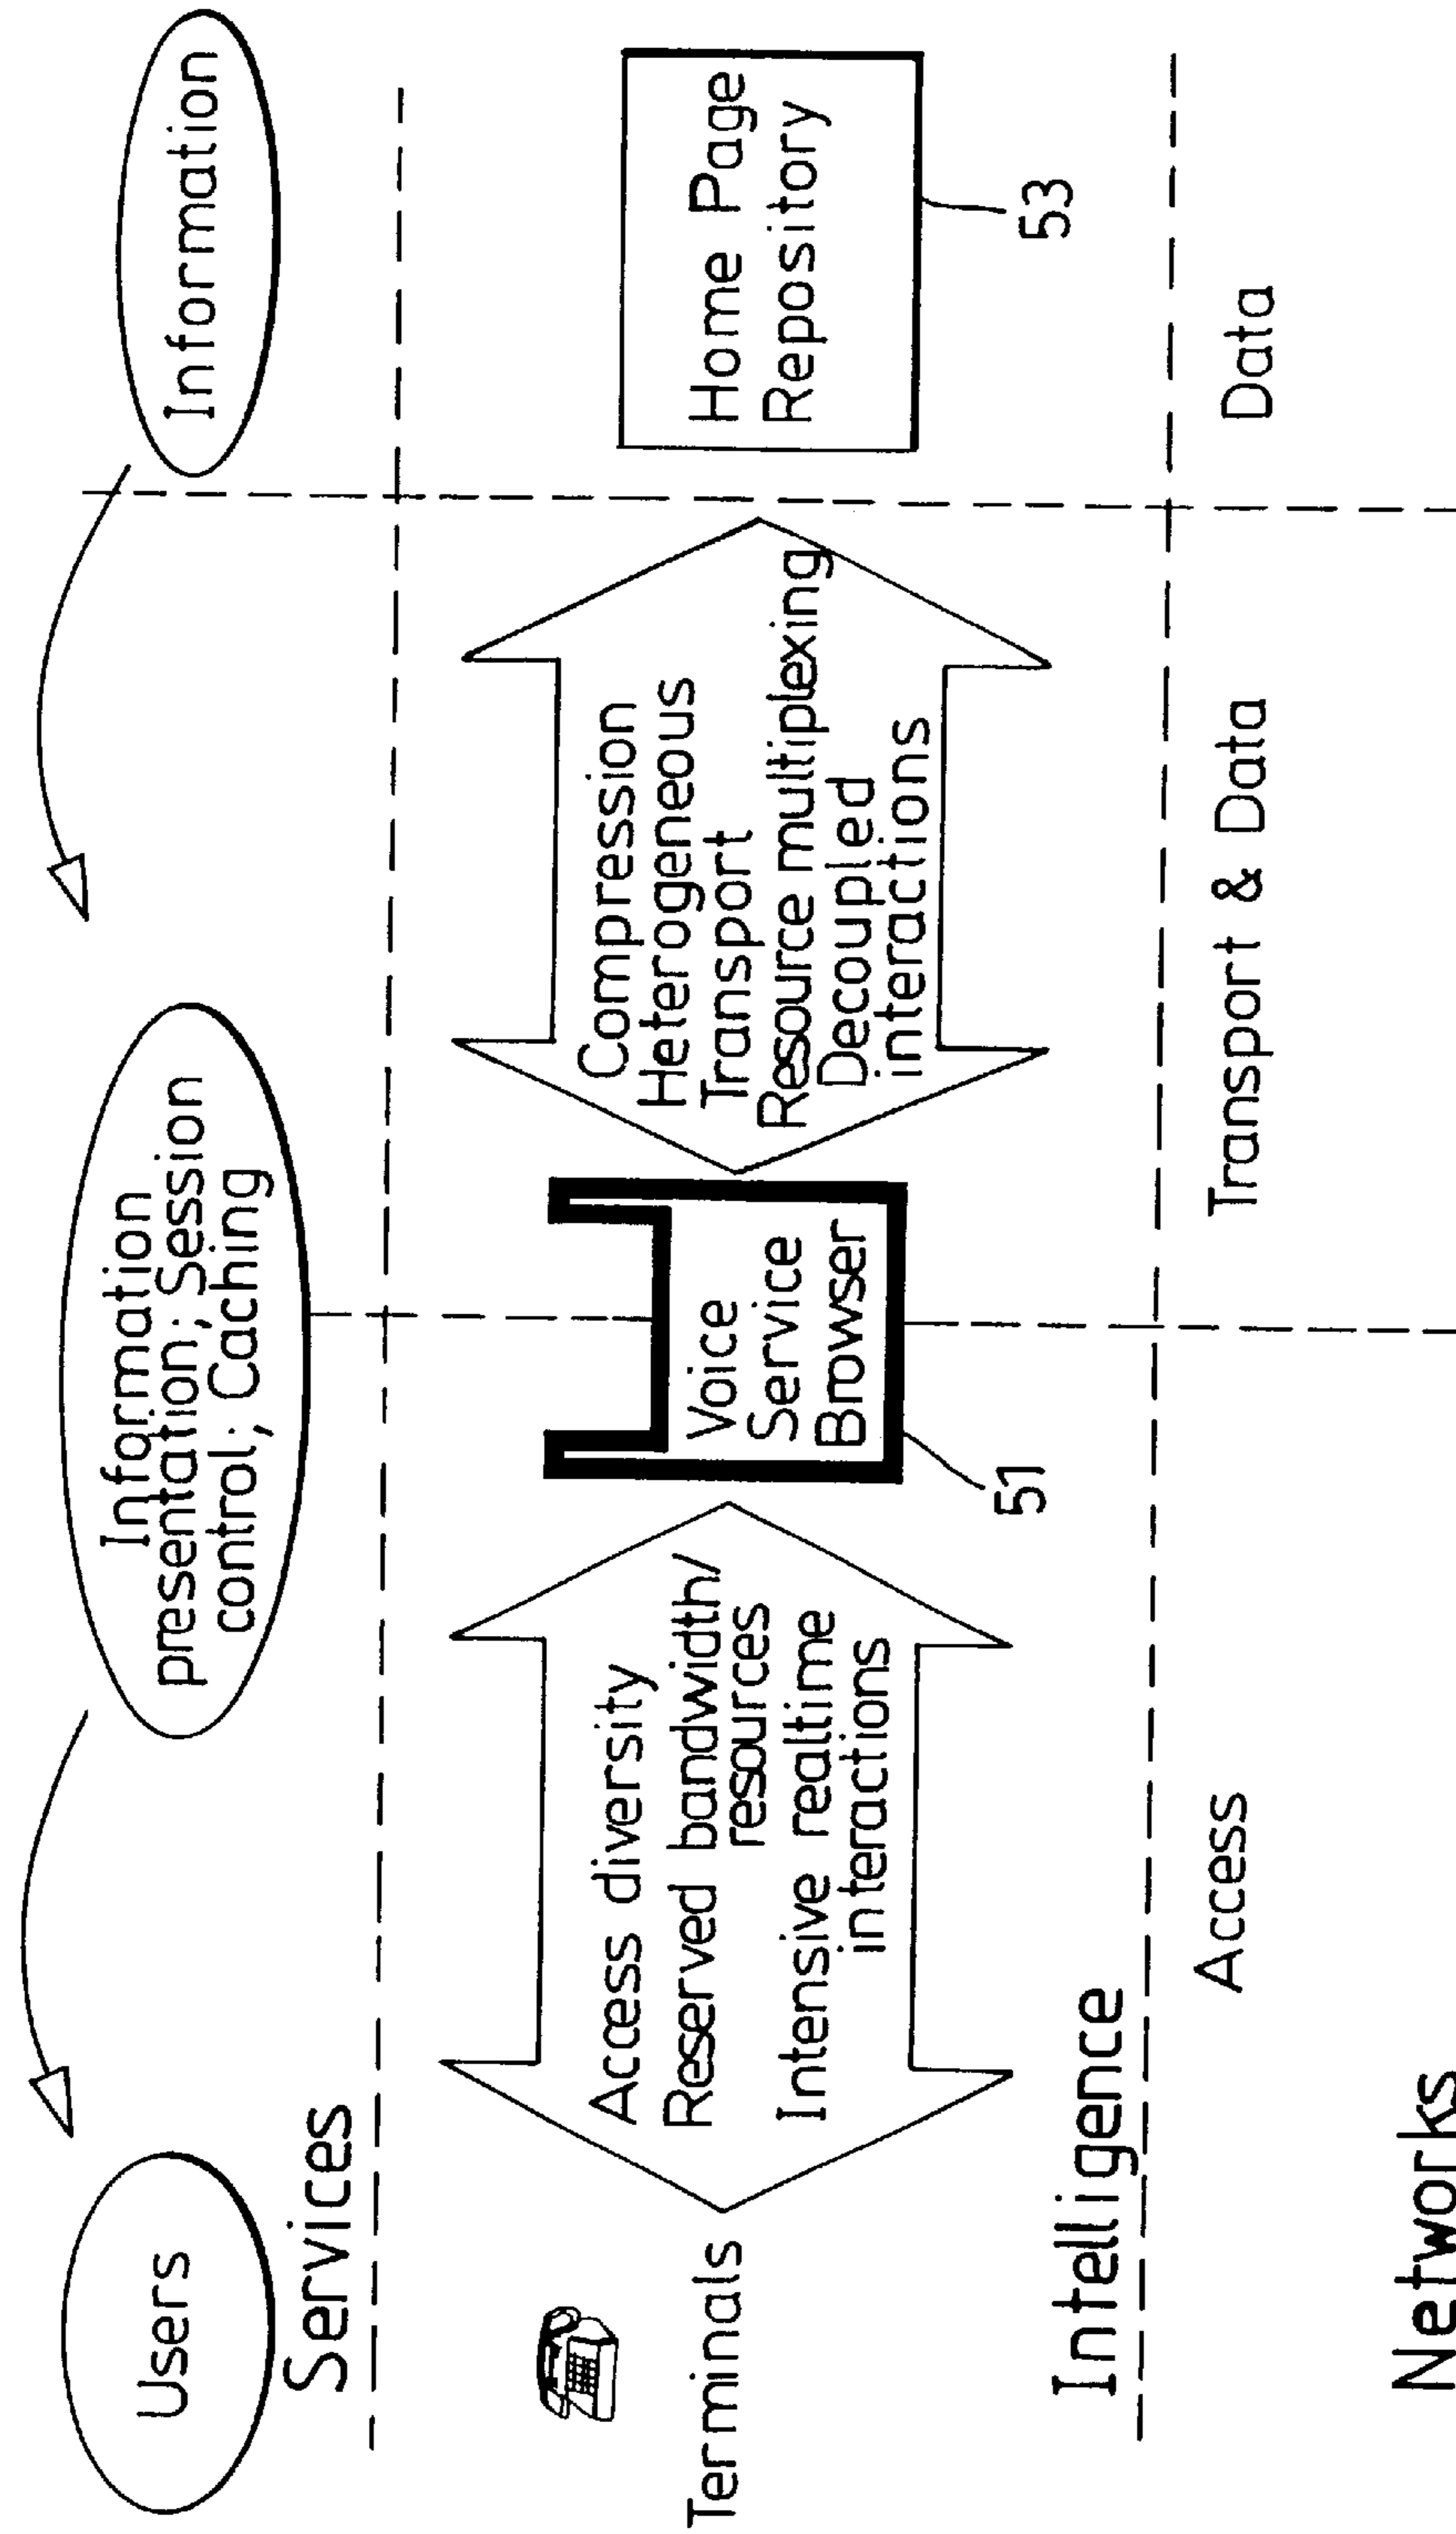 Users
Information
presentation; Session
control; Caching
Information
Services
Terminals
Access diversity
Reserved bandwidth/
resources
Intensive realtime
interactions
Voice
Service
Browser
51
Compression
Heterogeneous
Transport
Resource multiplexing
Decoupled
interactions
Home Page
Repository
53
Intelligence
Access
Transport & Data
Data
Networks